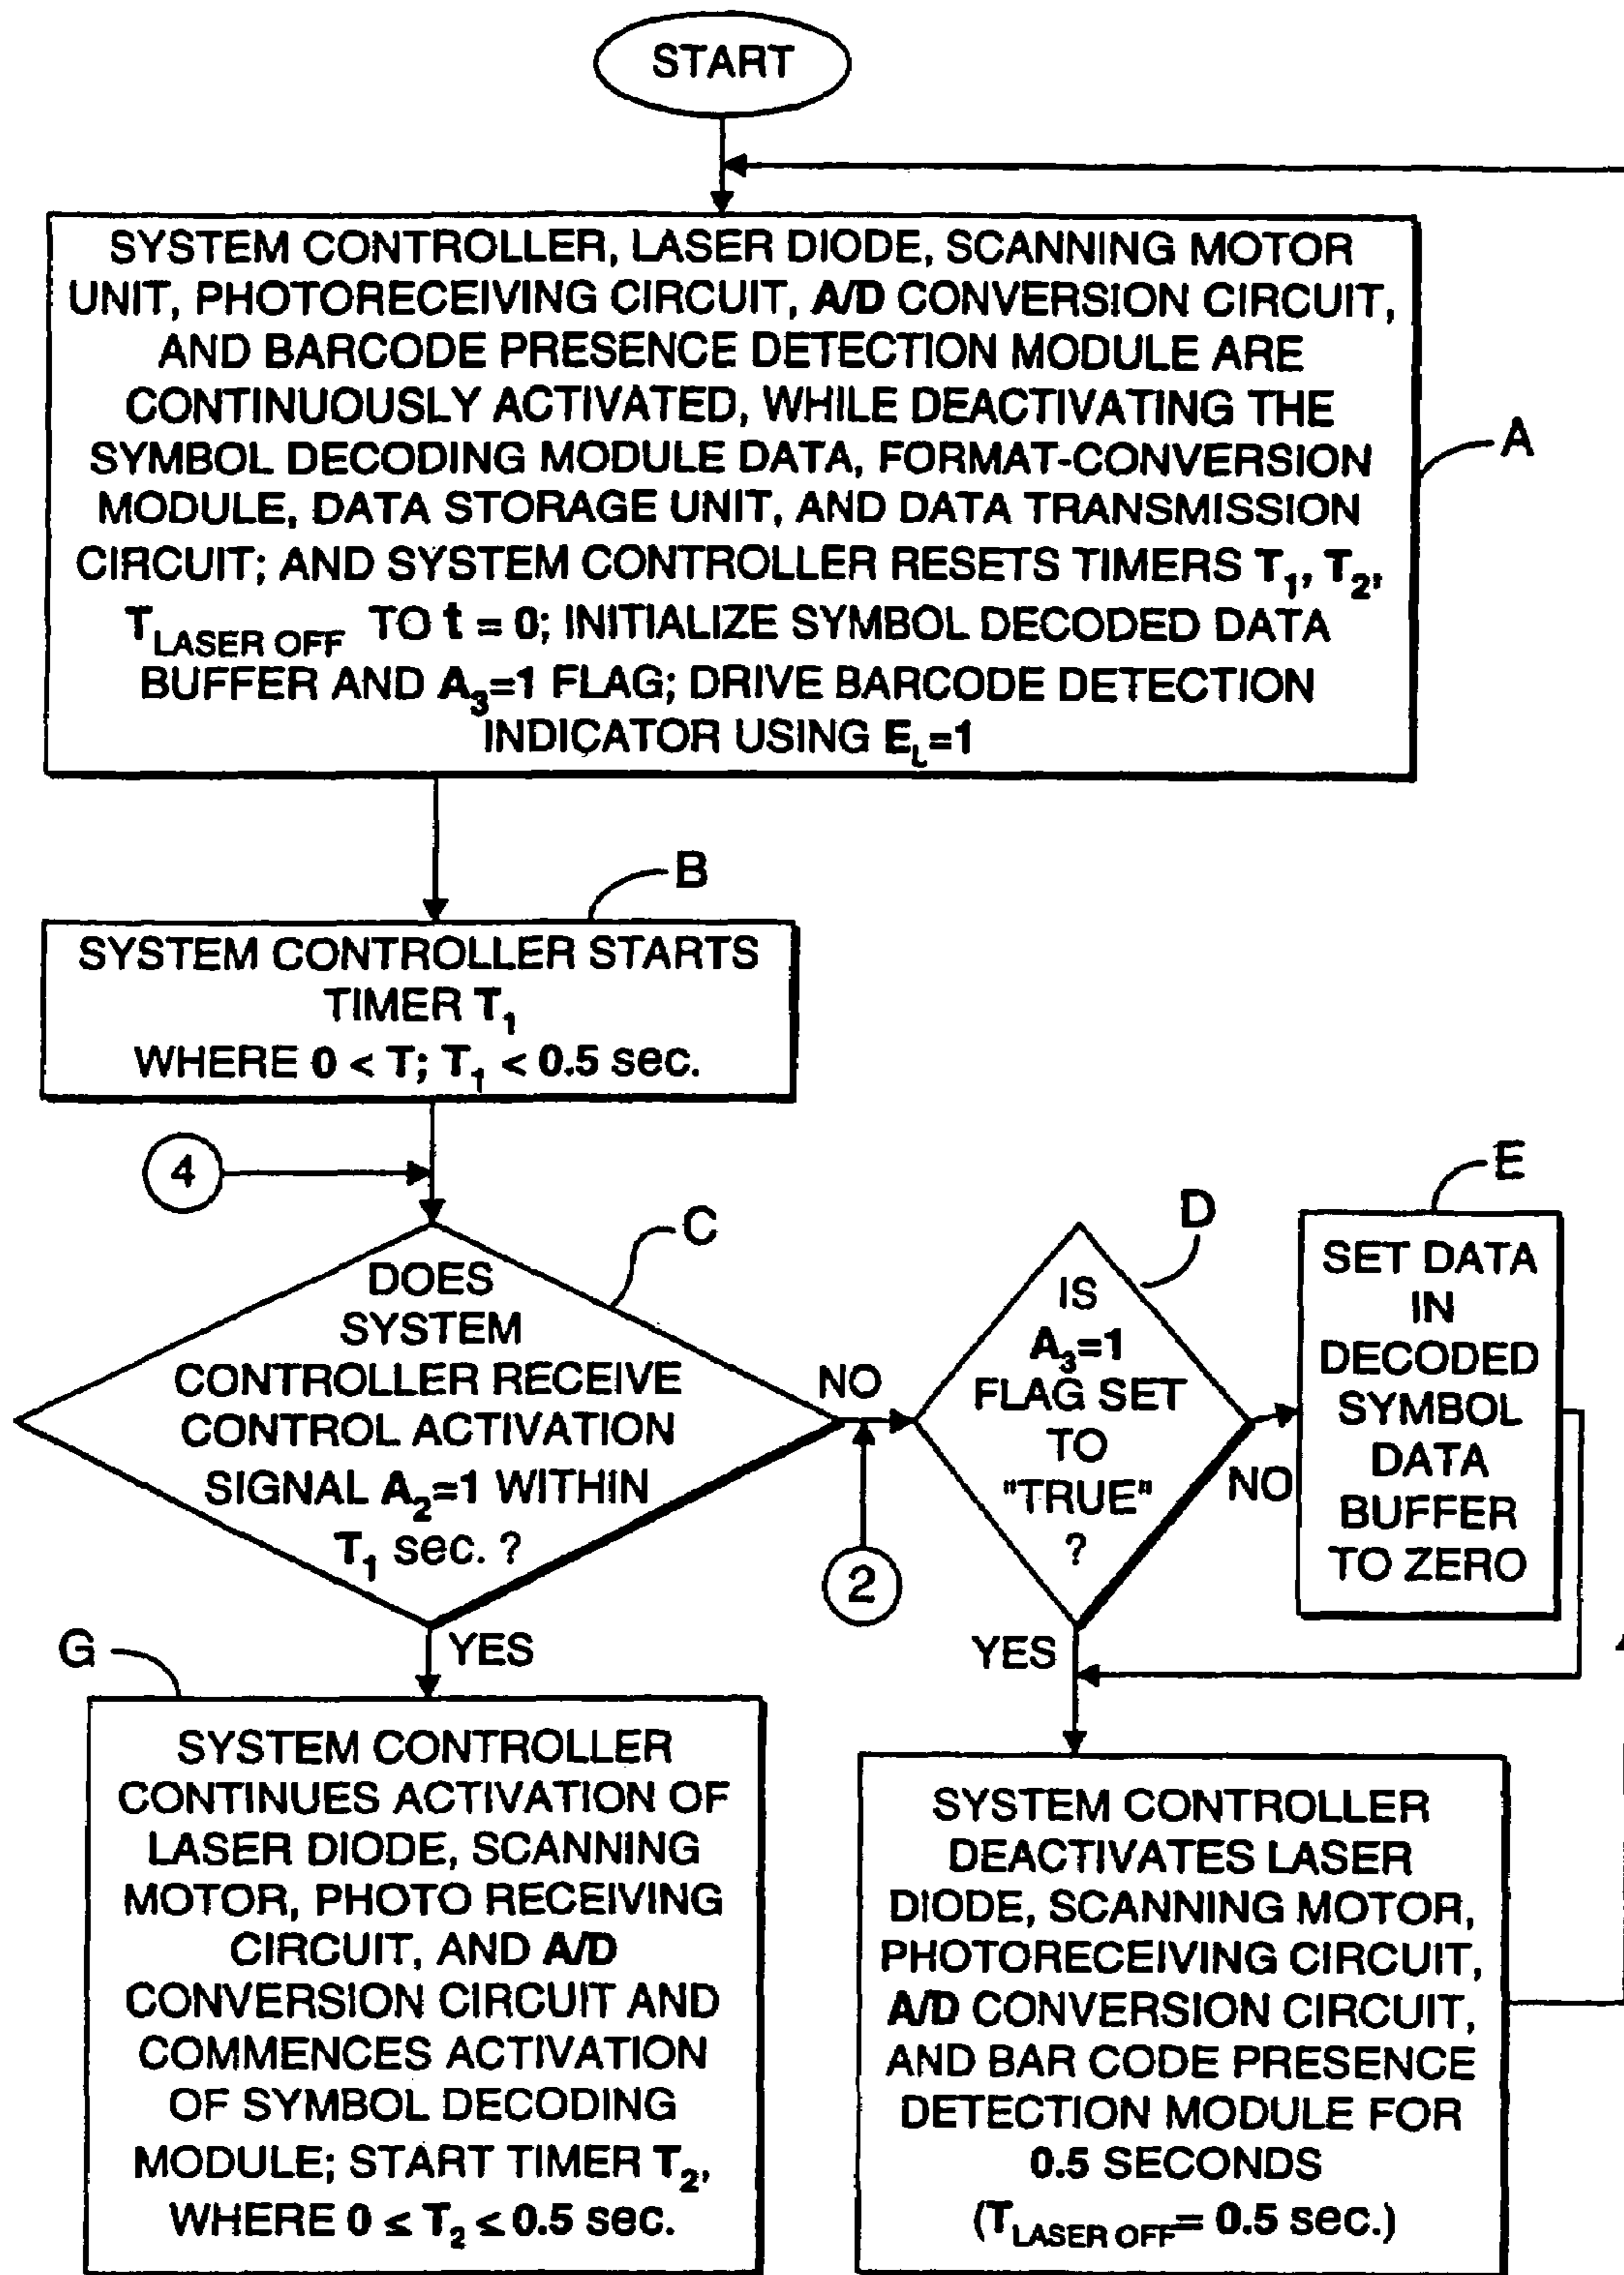 START
SYSTEM CONTROLLER, LASER DIODE, SCANNING MOTOR
UNIT, PHOTORECEIVING CIRCUIT, A/D CONVERSION CIRCUIT,
AND BARCODE PRESENCE DETECTION MODULE ARE
CONTINUOUSLY ACTIVATED, WHILE DEACTIVATING THE
SYMBOL DECODING MODULE DATA, FORMAT-CONVERSION
MODULE, DATA STORAGE UNIT, AND DATA TRANSMISSION
CIRCUIT; AND SYSTEM CONTROLLER RESETS TIMERS T₁, T₂,
T LASER OFF TO t = 0; INITIALIZE SYMBOL DECODED DATA
BUFFER AND A₃=1 FLAG; DRIVE BARCODE DETECTION
INDICATOR USING E_L=1
A
B
SYSTEM CONTROLLER STARTS
TIMER T₁
WHERE 0 < T; T₁ < 0.5 sec.
4
C
DOES
SYSTEM
CONTROLLER RECEIVE
CONTROL ACTIVATION
SIGNAL A₂=1 WITHIN
T₁ sec. ?
NO
2
D
IS
A₃=1
FLAG SET
TO
"TRUE"
?
NO
E
SET DATA
IN
DECODED
SYMBOL
DATA
BUFFER
TO ZERO
YES
G
SYSTEM CONTROLLER
CONTINUES ACTIVATION OF
LASER DIODE, SCANNING
MOTOR, PHOTO RECEIVING
CIRCUIT, AND A/D
CONVERSION CIRCUIT AND
COMMENCES ACTIVATION
OF SYMBOL DECODING
MODULE; START TIMER T₂,
WHERE 0 ≤ T₂ ≤ 0.5 sec.
YES
SYSTEM CONTROLLER
DEACTIVATES LASER
DIODE, SCANNING MOTOR,
PHOTORECEIVING CIRCUIT,
A/D CONVERSION CIRCUIT,
AND BAR CODE PRESENCE
DETECTION MODULE FOR
0.5 SECONDS
(T LASER OFF = 0.5 sec.)